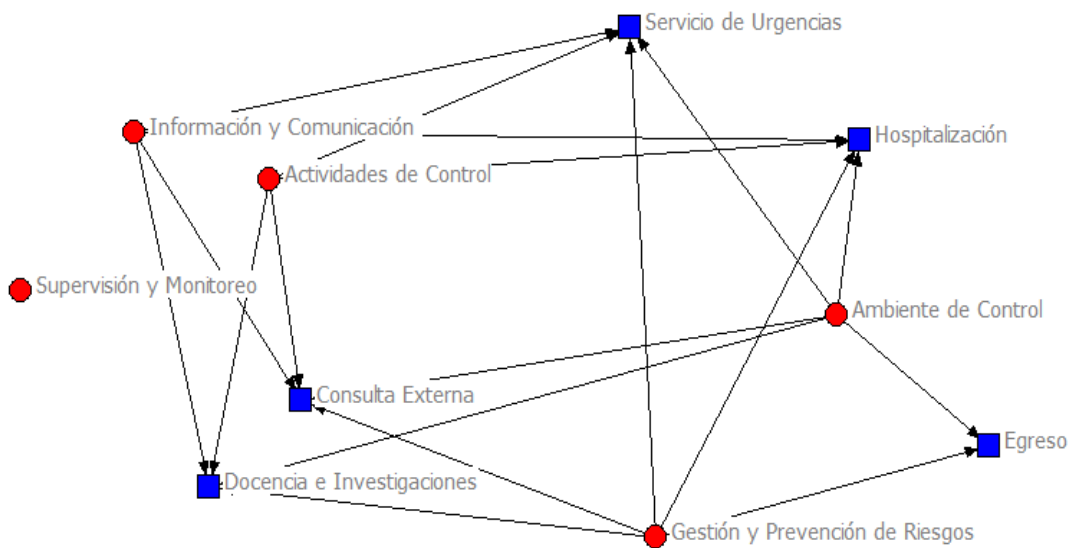 Servicio de Urgencias
Información y Comunicación
Hospitalización
Actividades de Control
Supervisión y Monitoreo
Ambiente de Control
Consulta Externa
Egreso
Docencia e Investigaciones
Gestión y Prevención de Riesgos